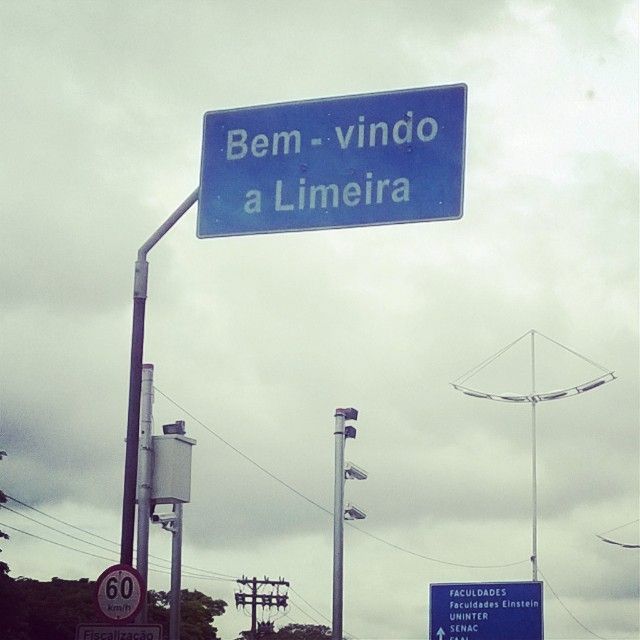 Bem - vindo
a Limeira
60
km/h
Fiscalização
FACULDADES
Faculdades Einstein
UNINTER
SENAC